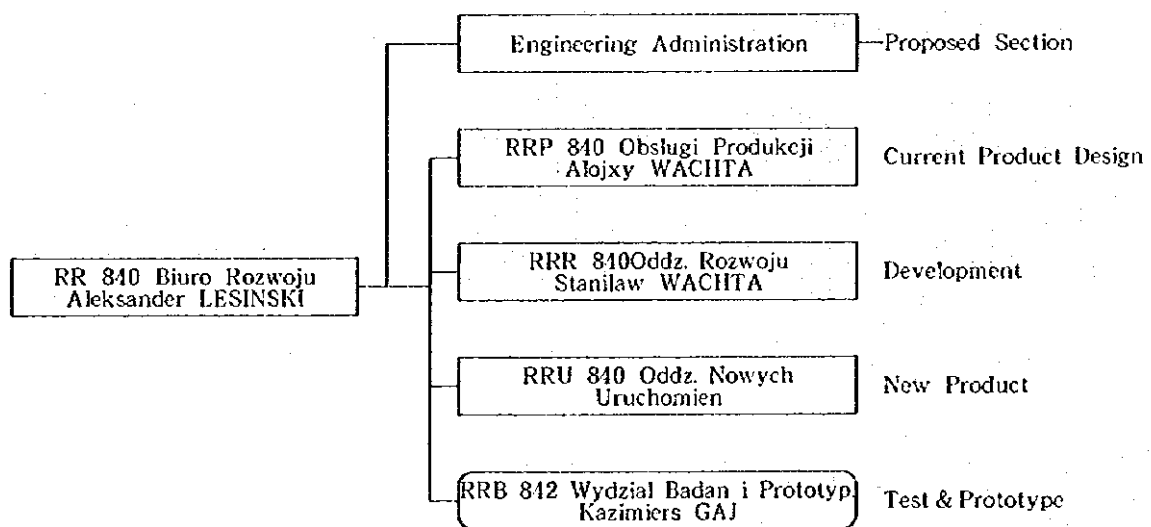 Engineering Administration
Proposed Section
RRP 840 Obsługi Produkcji
Alojxy WACHTA
Current Product Design
RR 840 Biuro Rozwoju
Aleksander LESINSKI
RRR 840Oddz. Rozwoju
Stanilaw WACHTA
Development
RRU 840 Oddz. Nowych
Uruchomien
New Product
RRB 842 Wydzial Badan i Prototyp.
Kazimiers GAJ
Test & Prototype